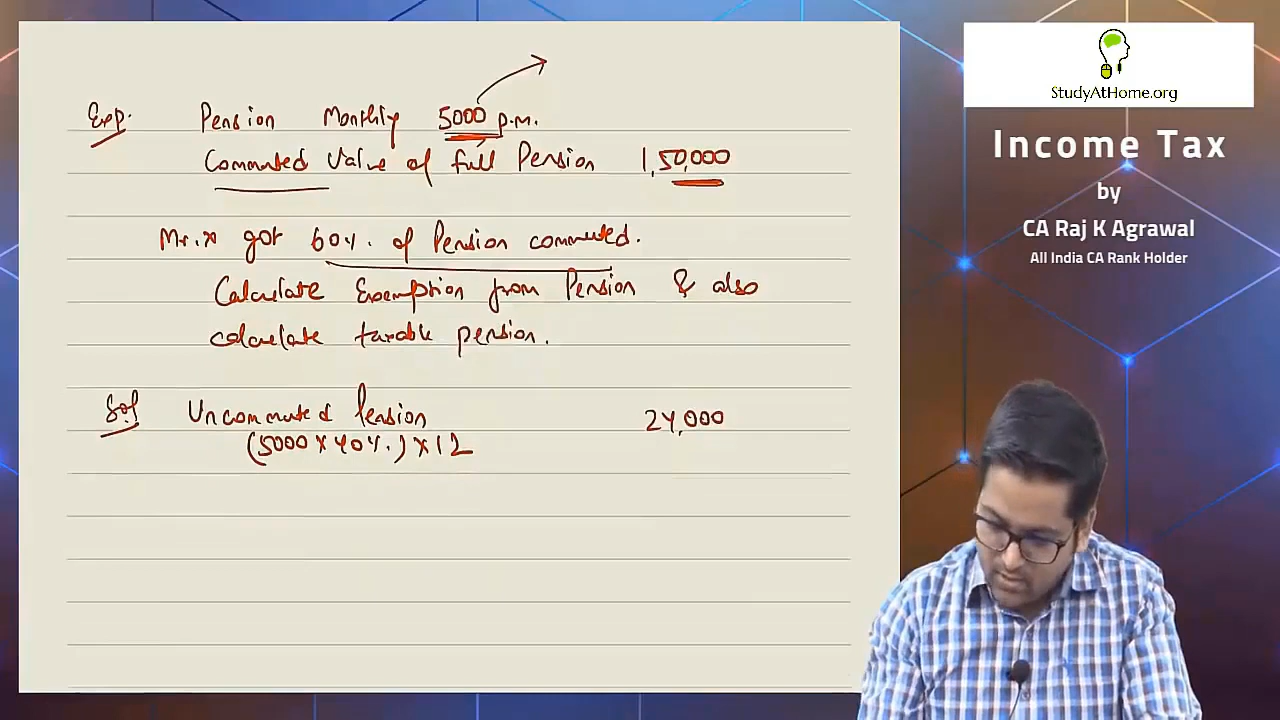 Exp. Pension Monthly 5000 p.m.
Commuted Value of full Pension 1,50,000
Mr. X got 60%. of Pension commuted.
Calculate Exemption from Pension & also
calculate taxable pension.
Sol Uncommuted Pension 24,000
(5000 x 40%.) x 12
StudyAtHome.org
Income Tax
by
CA Raj K Agrawal
All India CA Rank Holder